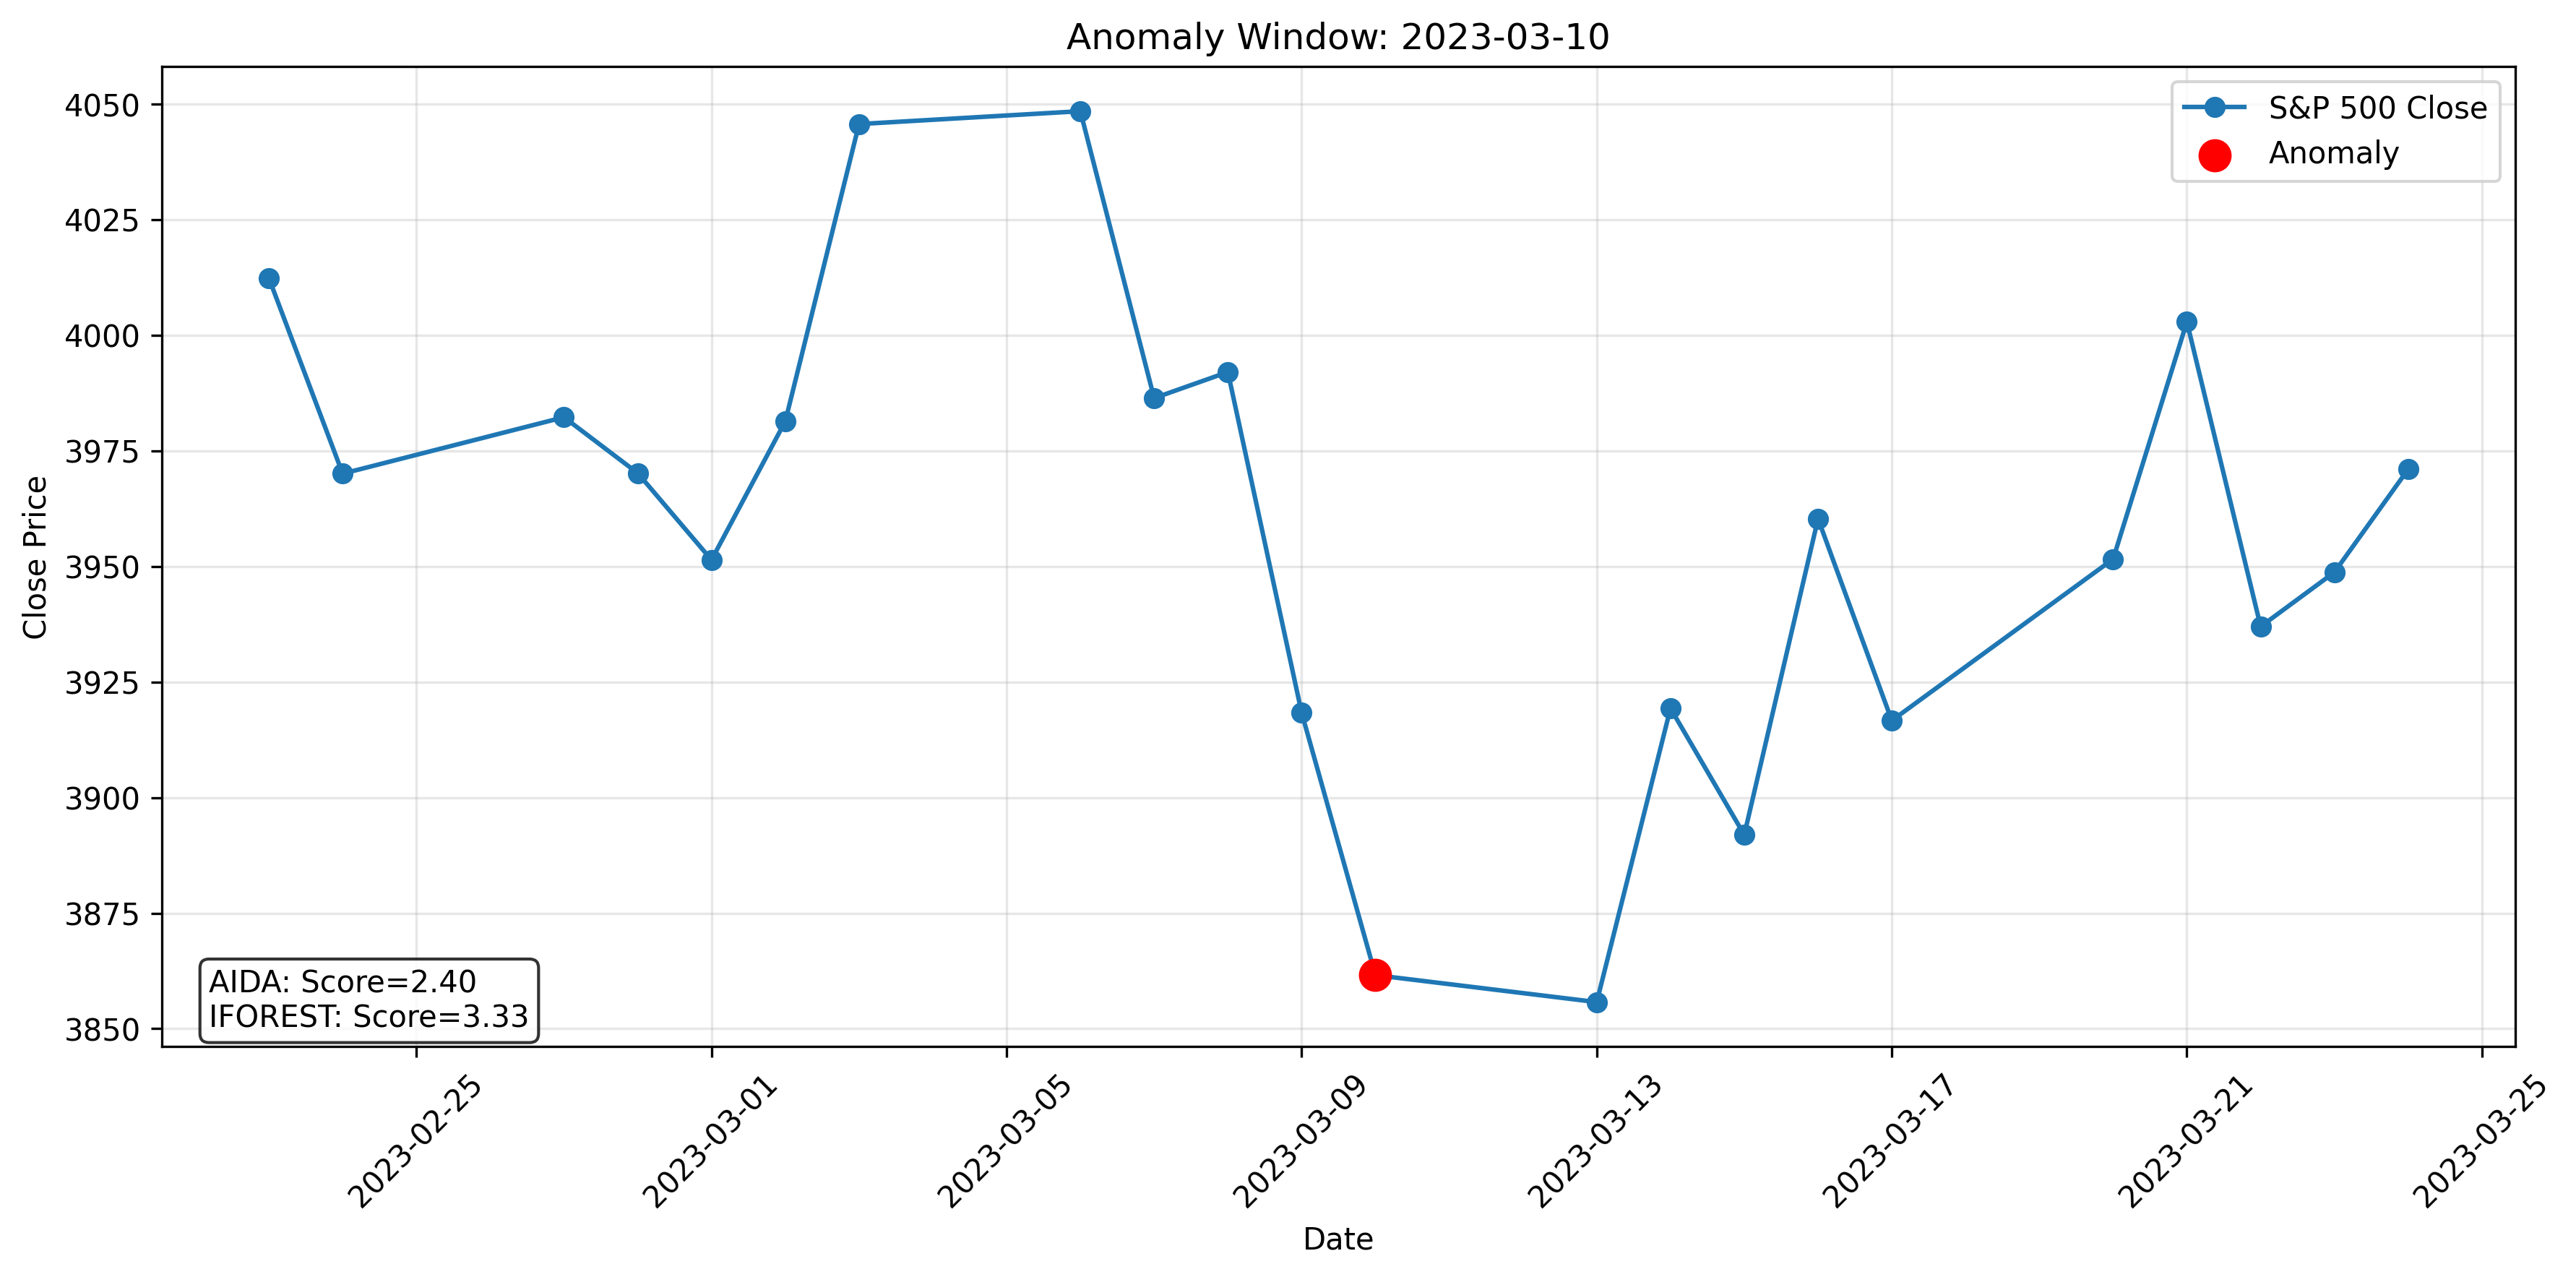 Anomaly Window: 2023-03-10
S&P 500 Close
Anomaly
4050
4025
4000
3975
3950
3925
3900
3875
3850
Close Price
AIDA: Score=2.40
IFOREST: Score=3.33
2023-02-25
2023-03-01
2023-03-05
2023-03-09
2023-03-13
2023-03-17
2023-03-21
2023-03-25
Date